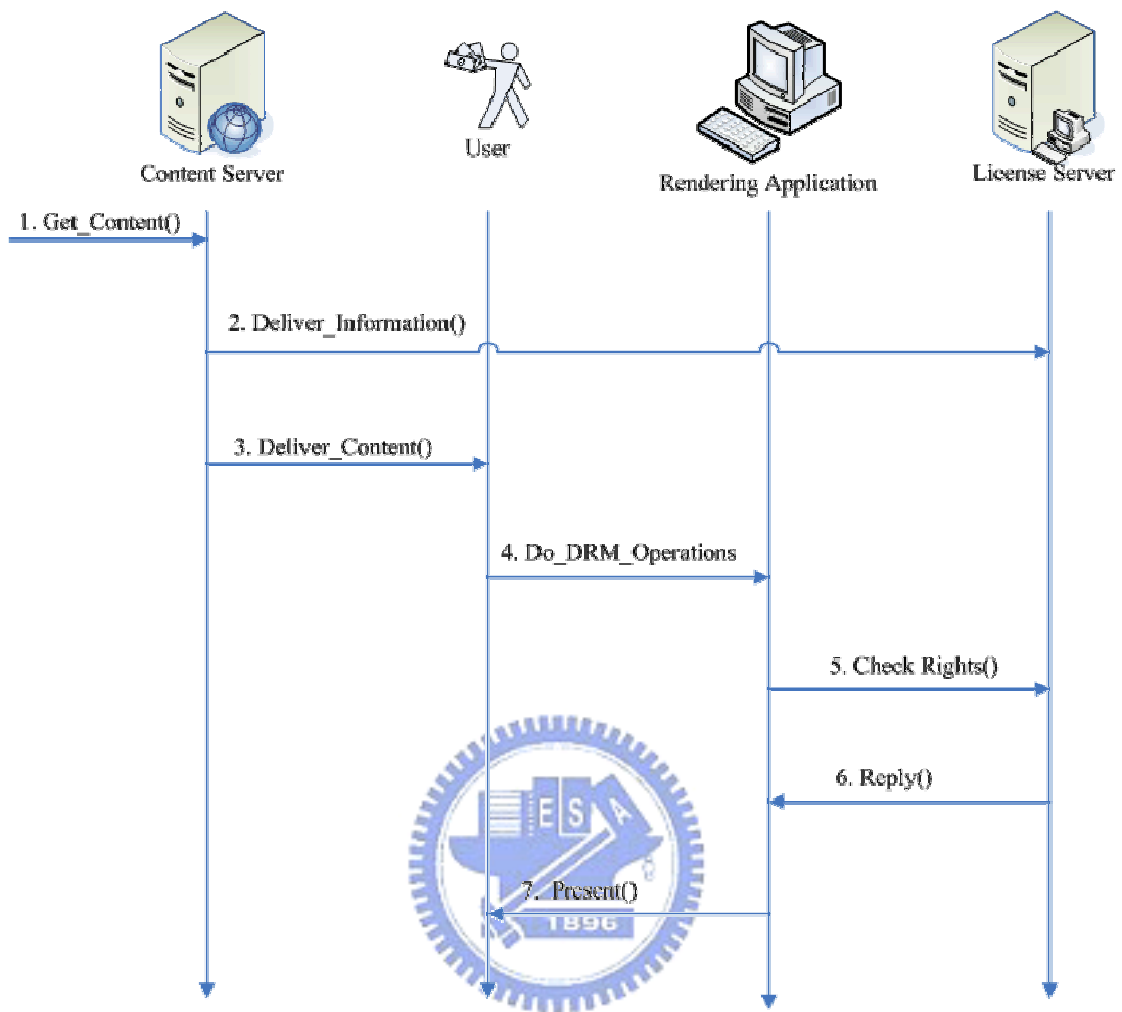 Content Server
User
Rendering Application
License Server
1. Get_Content()
2. Deliver_Information()
3. Deliver_Content()
4. Do_DRM_Operations
5. Check Rights()
6. Reply()
E S A
7. Present()
1896